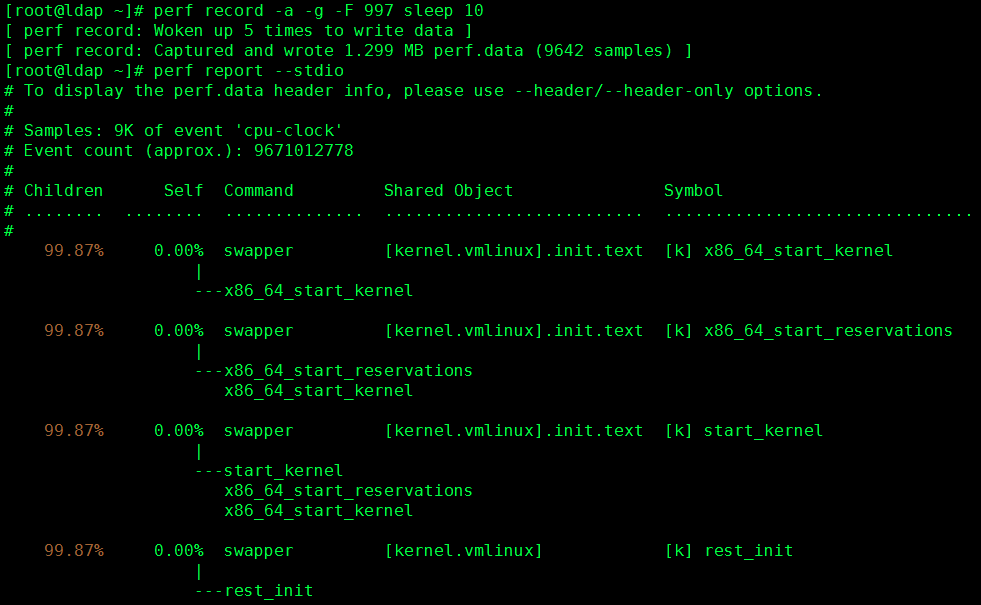 [root@ldap ~]# perf record -a -g -F 997 sleep 10
[ perf record: Woken up 5 times to write data ]
[ perf record: Captured and wrote 1.299 MB perf.data (9642 samples) ]
[root@ldap ~]# perf report --stdio
# To display the perf.data header info, please use --header/--header-only options.
#
# Samples: 9K of event 'cpu-clock'
# Event count (approx.): 9671012778
#
# Children      Self  Command         Shared Object               Symbol
# ........  ........  ..............  ..........................  ...............................
#
    99.87%     0.00%  swapper         [kernel.vmlinux].init.text  [k] x86_64_start_kernel
                   |
                   ---x86_64_start_kernel
    99.87%     0.00%  swapper         [kernel.vmlinux].init.text  [k] x86_64_start_reservations
                   |
                   ---x86_64_start_reservations
                      x86_64_start_kernel
    99.87%     0.00%  swapper         [kernel.vmlinux].init.text  [k] start_kernel
                   |
                   ---start_kernel
                      x86_64_start_reservations
                      x86_64_start_kernel
    99.87%     0.00%  swapper         [kernel.vmlinux]            [k] rest_init
                   |
                   ---rest_init